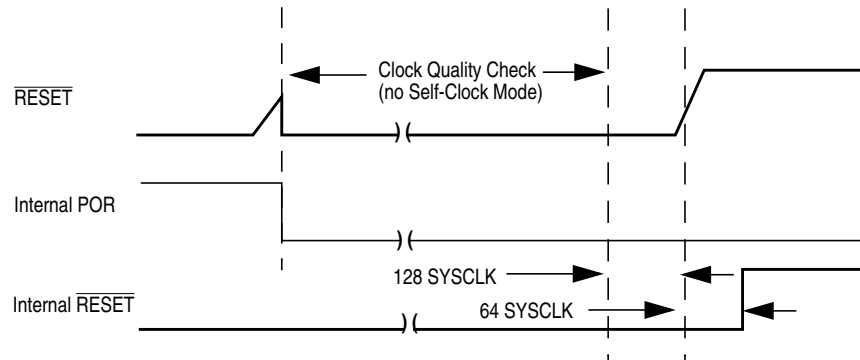 Clock Quality Check
(no Self-Clock Mode)
RESET
)(
Internal POR
)(
128 SYSCLK
64 SYSCLK
Internal RESET
)(